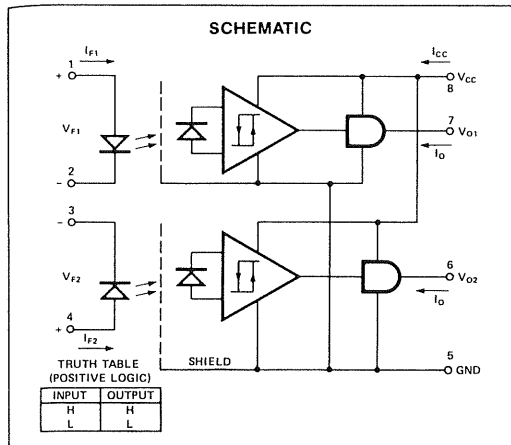 SCHEMATIC
I_F1
I_CC
1
+
V_CC
8
V_F1
7
V_O1
I_O
2
-
3
-
V_F2
6
V_O2
I_O
4
+
I_F2
5
GND
SHIELD
TRUTH TABLE
(POSITIVE LOGIC)
INPUT OUTPUT
H H
L L